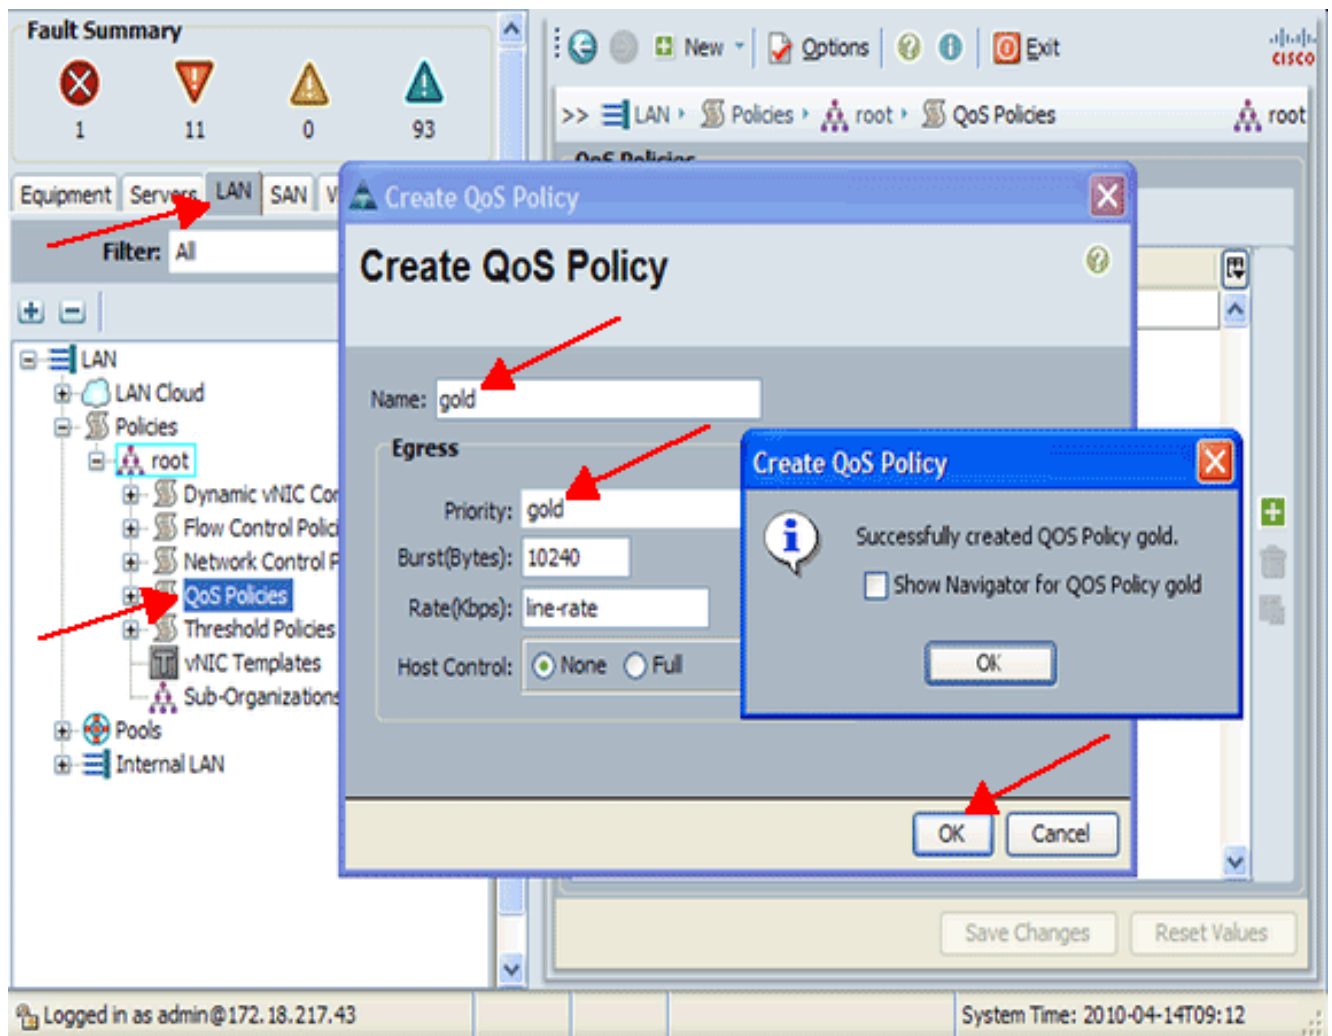 Fault Summary
1 11 0 93
New Options Exit
CISCO
>> LAN Policies root QoS Policies root
QoS Policies
Equipment Servers LAN SAN V
Filter: All
LAN
LAN Cloud
Policies
root
Dynamic vNIC Con
Flow Control Polici
Network Control P
QoS Policies
Threshold Policies
vNIC Templates
Sub-Organizations
Pools
Internal LAN
Create QoS Policy
Create QoS Policy
Name: gold
Egress
Priority: gold
Burst(Bytes): 10240
Rate(Kbps): line-rate
Host Control: None Full
OK Cancel
Create QoS Policy
Successfully created QOS Policy gold.
Show Navigator for QOS Policy gold
OK
Save Changes Reset Values
Logged in as admin@172.18.217.43
System Time: 2010-04-14T09:12